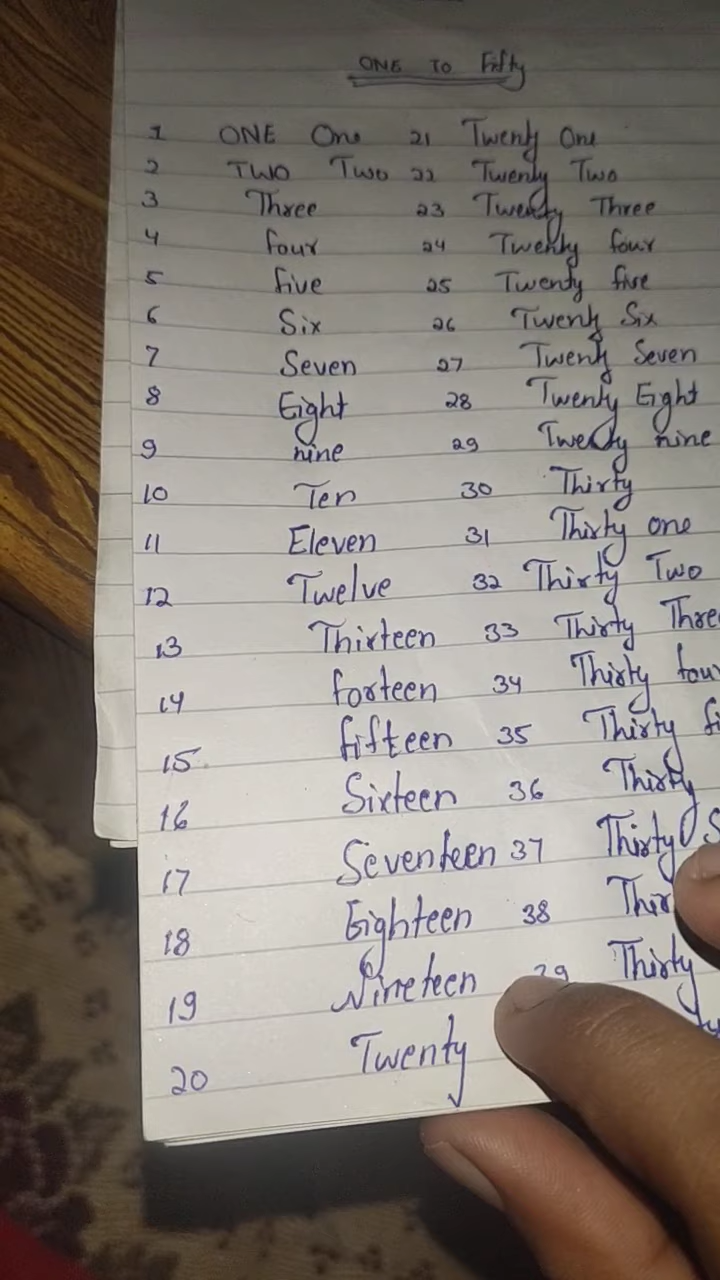 ONE TO Fifty
1 ONE One 21 Twenty One
2 TWO Two 22 Twenty Two
3 Three 23 Twenty Three
4 four 24 Twenty four
5 five 25 Twenty five
6 Six 26 Twenty Six
7 Seven 27 Twenty Seven
8 Eight 28 Twenty Eight
9 nine 29 Twenty nine
10 Ten 30 Thirty
11 Eleven 31 Thirty one
12 Twelve 32 Thirty Two
13 Thirteen 33 Thirty Three
14 forteen 34 Thirty four
15 fifteen 35 Thirty
16 Sixteen 36 Thirty
17 Seventeen 37 Thirty
18 Eighteen 38
19 Nineteen 39 Thirty
20 Twenty